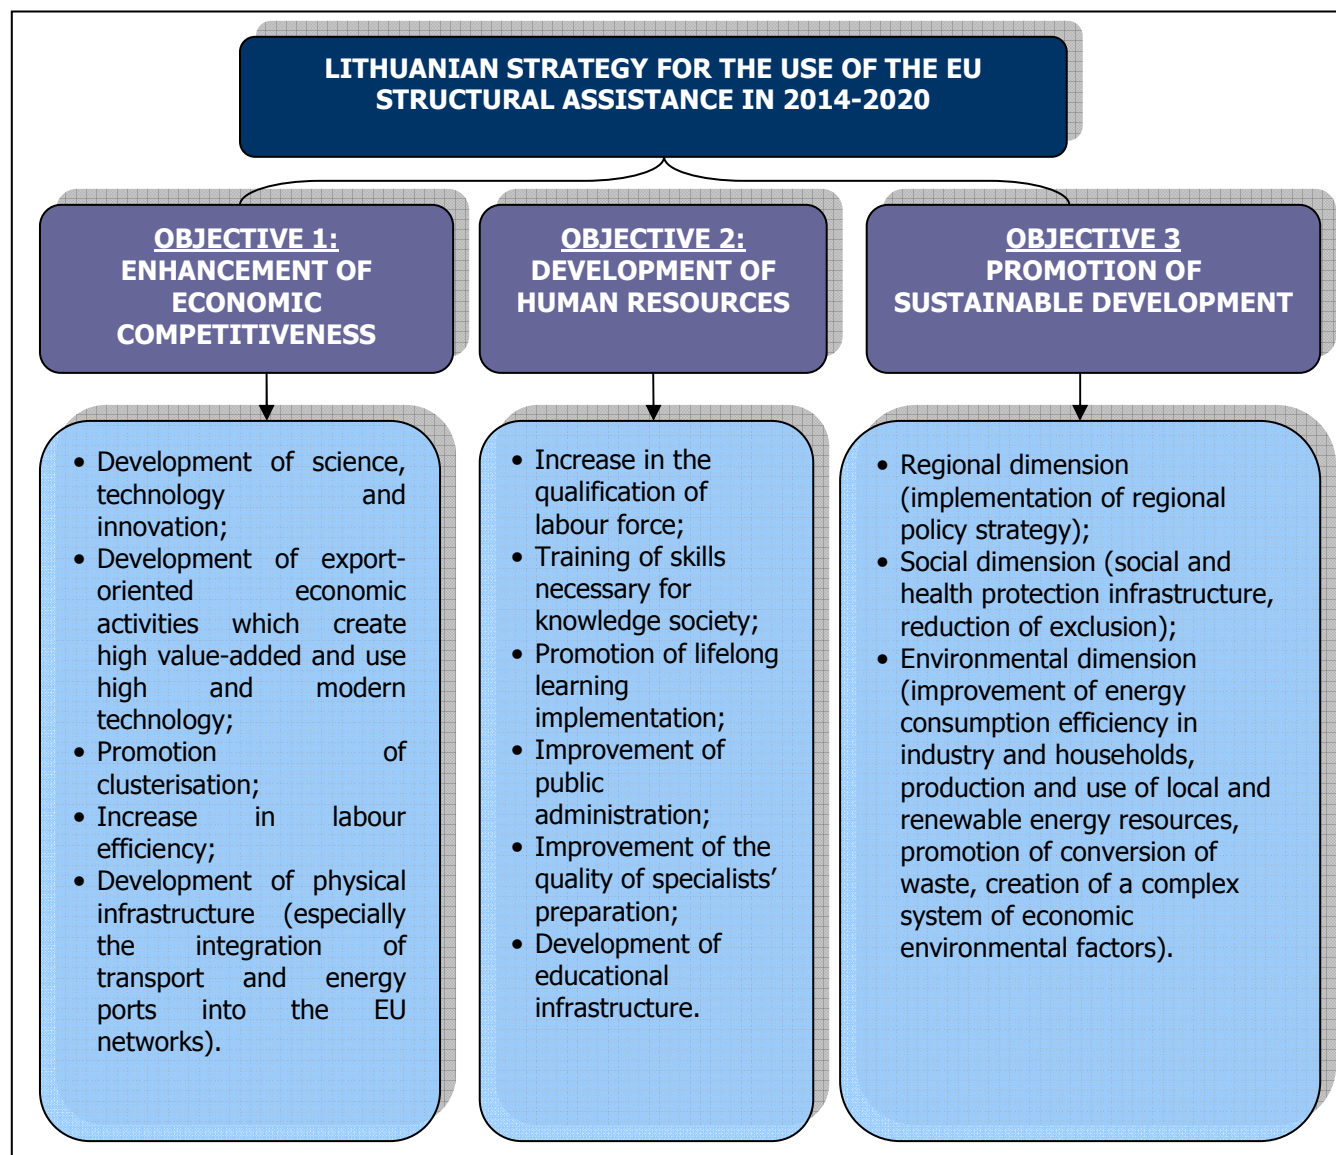 LITHUANIAN STRATEGY FOR THE USE OF THE EU
STRUCTURAL ASSISTANCE IN 2014-2020
OBJECTIVE 1:
ENHANCEMENT OF
ECONOMIC
COMPETITIVENESS
• Development of science,
technology and
innovation;
• Development of export-
oriented economic
activities which create
high value-added and use
high and modern
technology;
• Promotion of
clusterisation;
• Increase in labour
efficiency;
• Development of physical
infrastructure (especially
the integration of
transport and energy
ports into the EU
networks).
OBJECTIVE 2:
DEVELOPMENT OF
HUMAN RESOURCES
• Increase in the
qualification of
labour force;
• Training of skills
necessary for
knowledge society;
• Promotion of lifelong
learning
implementation;
• Improvement of
public
administration;
• Improvement of the
quality of specialists’
preparation;
• Development of
educational
infrastructure.
OBJECTIVE 3
PROMOTION OF
SUSTAINABLE DEVELOPMENT
• Regional dimension
(implementation of regional
policy strategy);
• Social dimension (social and
health protection infrastructure,
reduction of exclusion);
• Environmental dimension
(improvement of energy
consumption efficiency in
industry and households,
production and use of local and
renewable energy resources,
promotion of conversion of
waste, creation of a complex
system of economic
environmental factors).